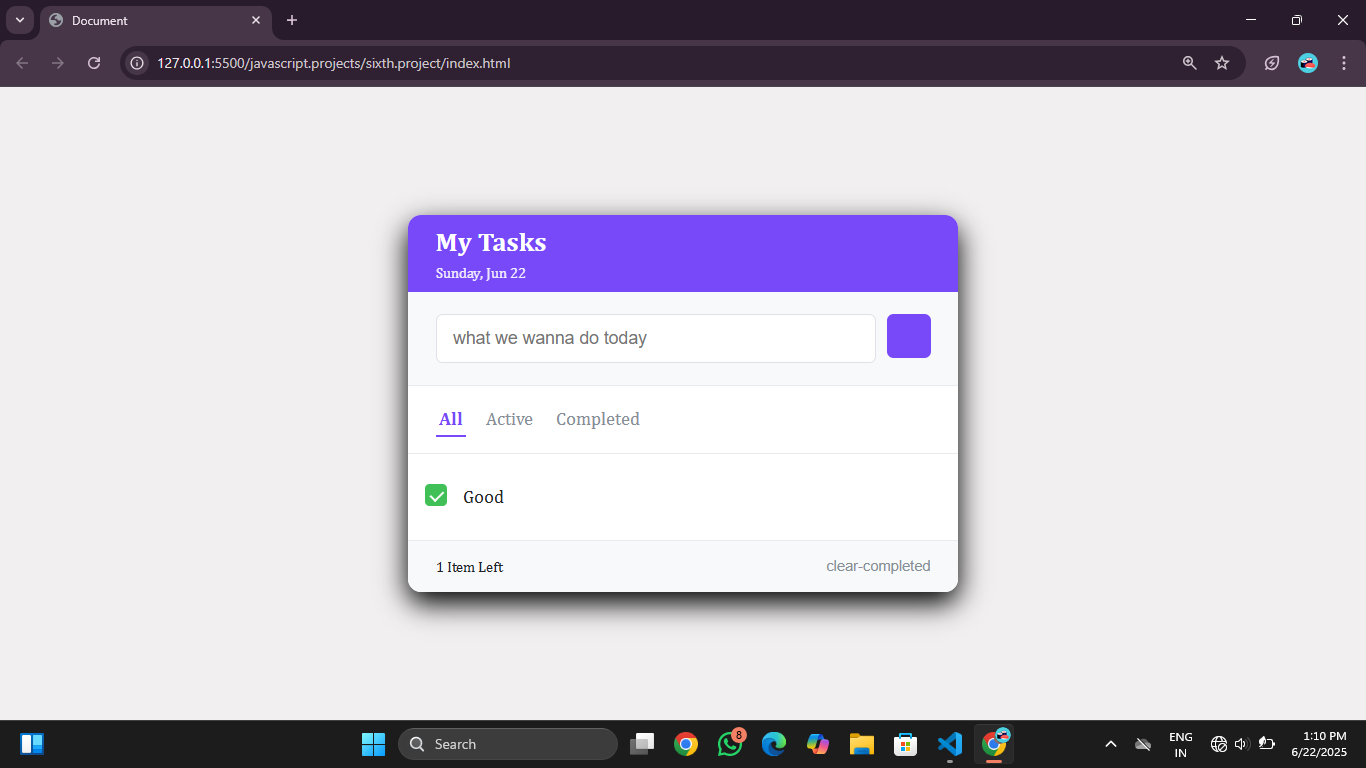 Document
127.0.0.1:5500/javascript.projects/sixth.project/index.html
My Tasks
Sunday, Jun 22
what we wanna do today
All Active Completed
Good
1 Item Left clear-completed
Search
8
ENG
IN
1:10 PM
6/22/2025